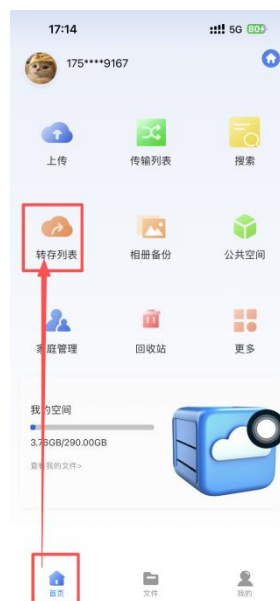 17:14
5G 80
175****9167
上传 传输列表 搜索
转存列表 相册备份 公共空间
家庭管理 回收站 更多
我的空间
3.76GB/290.00GB
查看我的文件>
首页 文件 我的